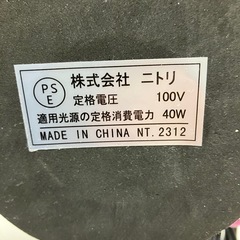 PS
E
株式会社 ニトリ
定格電圧 100V
適用光源の定格消費電力 40W
MADE IN CHINA NT. 2312